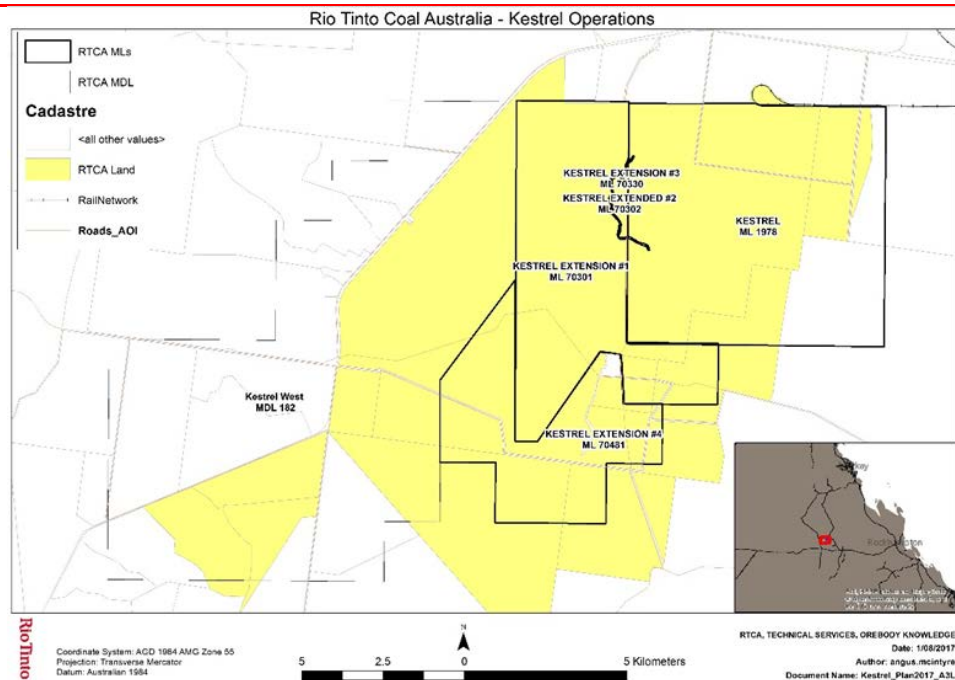 Rio Tinto Coal Australia - Kestrel Operations
RTCA MLs
RTCA MDL
Cadastre
<all other values>
RTCA Land
RailNetwork
Roads_AOI
KESTREL EXTENSION #3
ML 70330
KESTREL EXTENDED #2
ML 70302
KESTREL
ML 1978
KESTREL EXTENSION #1
ML 70301
Kestrel West
MDL 182
KESTREL EXTENSION #4
ML 70481
RioTinto
Coordinate System: AGD 1984 AMG Zone 55
Projection: Transverse Mercator
Datum: Australian 1984
N
5 2.5 0 5 Kilometers
RTCA, TECHNICAL SERVICES, OREBODY KNOWLEDGE
Date: 1/08/2017
Author: angus.mcintyre
Document Name: Kestrel_Plan2017_A3L